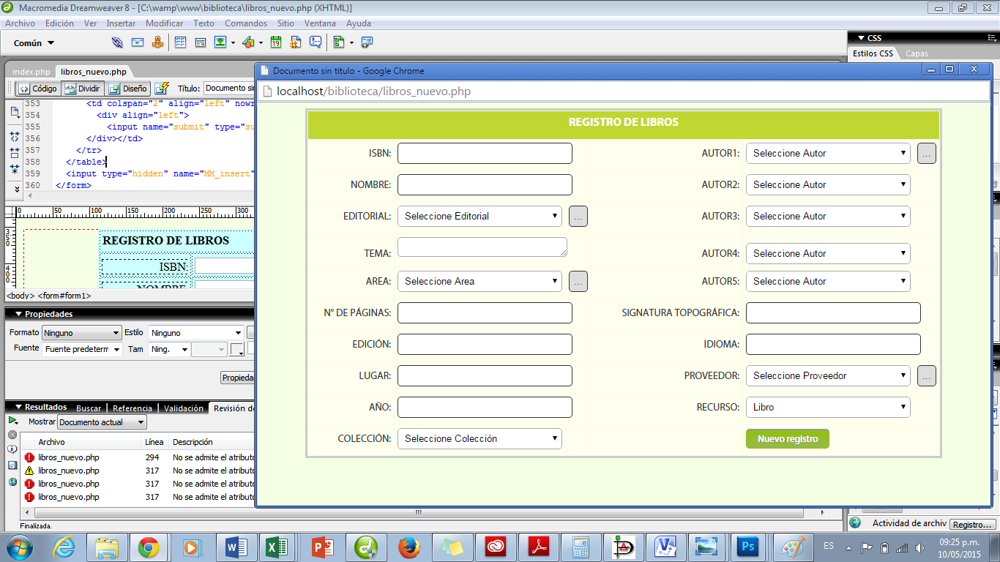 Macromedia Dreamweaver 8 - [C:\wamp\www\biblioteca\libros_nuevo.php (XHTML)]
Archivo Edición Ver Insertar Modificar Texto Comandos Sitio Ventana Ayuda
Común
CSS
Estilos CSS Capas
index.php libros_nuevo.php
Código Dividir Diseño Título: Documento sin
353 <td colspan="2" align="left" nowr
354 <div align="left">
355 <input name="submit" type="su
356 </div></td>
357 </tr>
358 </table>
359 <input type="hidden" name="MM_insert"
360 </form>
0 50 100 150 200 250 300
REGISTRO DE LIBROS
ISBN:
NOMBRE
<body> <form#form1>
Propiedades
Formato Ninguno Estilo Ninguno
Fuente Fuente predeterm Tam Ning.
Propieda
Resultados Buscar Referencia Validación Revisión de
Mostrar Documento actual
Archivo Línea Descripción
libros_nuevo.php 294 No se admite el atributo
libros_nuevo.php 317 No se admite el atributo
libros_nuevo.php 317 No se admite el atributo
libros_nuevo.php 317 No se admite el atributo
Finalizada.
Documento sin título - Google Chrome
localhost/biblioteca/libros_nuevo.php
REGISTRO DE LIBROS
ISBN: AUTOR1: Seleccione Autor ...
NOMBRE: AUTOR2: Seleccione Autor
EDITORIAL: Seleccione Editorial ... AUTOR3: Seleccione Autor
TEMA: AUTOR4: Seleccione Autor
AREA: Seleccione Area ... AUTOR5: Seleccione Autor
N° DE PÁGINAS: SIGNATURA TOPOGRÁFICA:
EDICIÓN: IDIOMA:
LUGAR: PROVEEDOR: Seleccione Proveedor ...
AÑO: RECURSO: Libro
COLECCIÓN: Seleccione Colección Nuevo registro
Actividad de archiv Registro...
ES 09:25 p.m.
10/05/2015